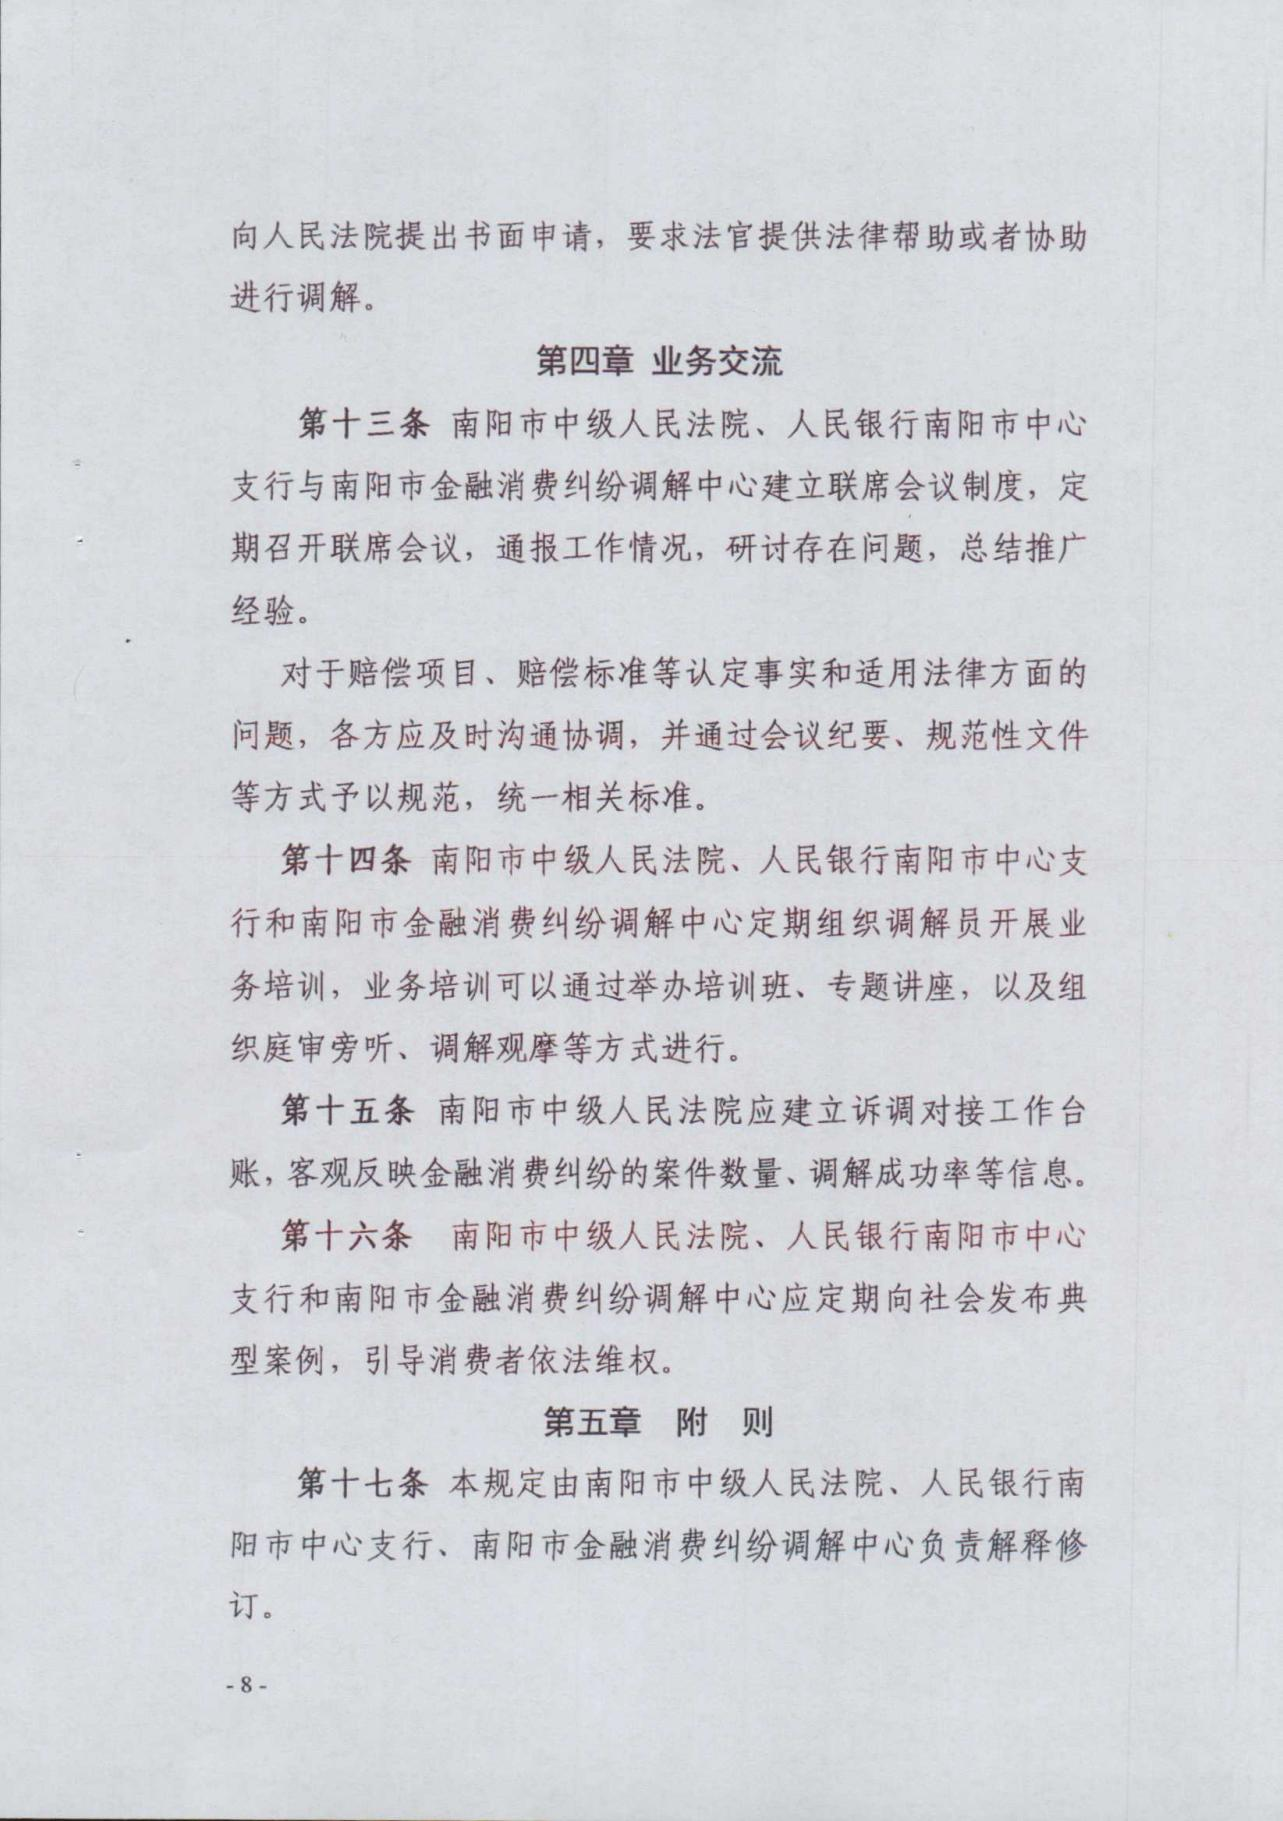 向人民法院提出书面申请，要求法官提供法律帮助或者协助
进行调解。
第四章 业务交流
第十三条 南阳市中级人民法院、人民银行南阳市中心
支行与南阳市金融消费纠纷调解中心建立联席会议制度，定
期召开联席会议，通报工作情况，研讨存在问题，总结推广
经验。
对于赔偿项目、赔偿标准等认定事实和适用法律方面的
问题，各方应及时沟通协调，并通过会议纪要、规范性文件
等方式予以规范，统一相关标准。
第十四条 南阳市中级人民法院、人民银行南阳市中心支
行和南阳市金融消费纠纷调解中心定期组织调解员开展业
务培训，业务培训可以通过举办培训班、专题讲座，以及组
织庭审旁听、调解观摩等方式进行。
第十五条 南阳市中级人民法院应建立诉调对接工作台
账，客观反映金融消费纠纷的案件数量、调解成功率等信息。
第十六条 南阳市中级人民法院、人民银行南阳市中心
支行和南阳市金融消费纠纷调解中心应定期向社会发布典
型案例，引导消费者依法维权。
第五章 附 则
第十七条 本规定由南阳市中级人民法院、人民银行南
阳市中心支行、南阳市金融消费纠纷调解中心负责解释修
订。
- 8 -